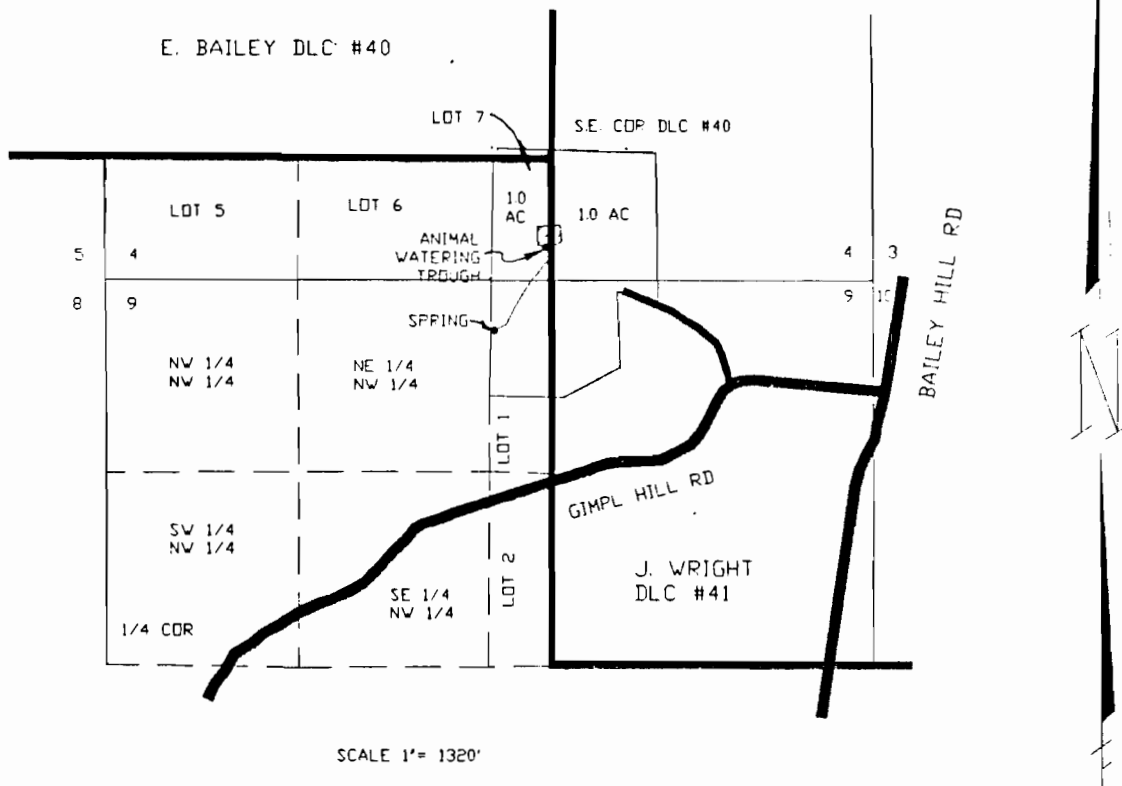 E. BAILEY DLC #40
LOT 7
S.E. COR DLC #40
LOT 5
LOT 6
1.0
AC
1.0 AC
ANIMAL
WATERING
TROUGH
5
4
4
3
8
9
9
10
SPRING
BAILEY HILL RD
NW 1/4
NW 1/4
NE 1/4
NW 1/4
LOT 1
GIMPL HILL RD
SW 1/4
NW 1/4
LOT 2
SE 1/4
NW 1/4
J. WRIGHT
DLC #41
1/4 COR
N
SCALE 1"= 1320'